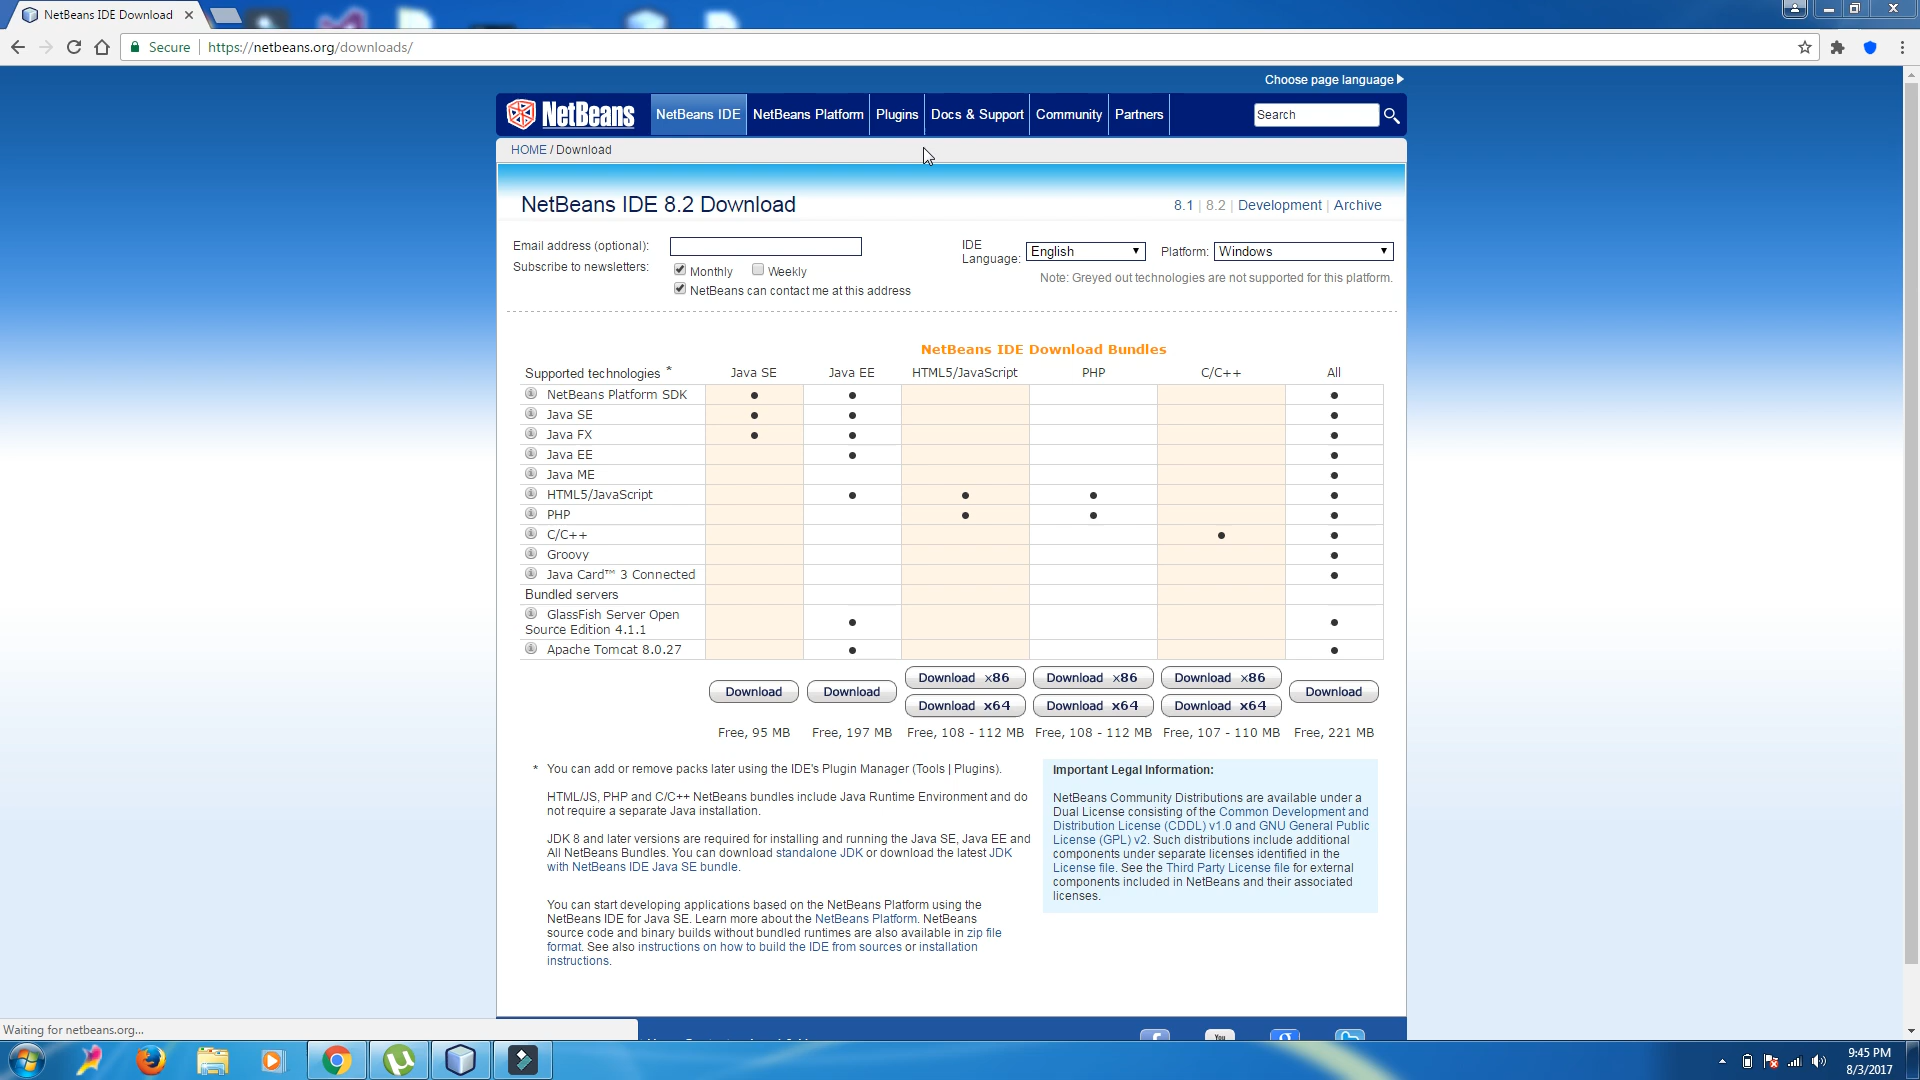 NetBeans IDE Download
Secure
https://netbeans.org/downloads/
Choose page language
NetBeans
NetBeans IDE
NetBeans Platform
Plugins
Docs & Support
Community
Partners
Search
HOME / Download
NetBeans IDE 8.2 Download
8.1 | 8.2 | Development | Archive
Email address (optional):
Subscribe to newsletters:
Monthly
Weekly
NetBeans can contact me at this address
IDE
Language:
English
Platform:
Windows
Note: Greyed out technologies are not supported for this platform.
NetBeans IDE Download Bundles
Supported technologies *
Java SE
Java EE
HTML5/JavaScript
PHP
C/C++
All
NetBeans Platform SDK
Java SE
Java FX
Java EE
Java ME
HTML5/JavaScript
PHP
C/C++
Groovy
Java Card™ 3 Connected
Bundled servers
GlassFish Server Open
Source Edition 4.1.1
Apache Tomcat 8.0.27
Download
Download
Download x86
Download x64
Download x86
Download x64
Download x86
Download x64
Download
Free, 95 MB
Free, 197 MB
Free, 108 - 112 MB
Free, 108 - 112 MB
Free, 107 - 110 MB
Free, 221 MB
* You can add or remove packs later using the IDE's Plugin Manager (Tools | Plugins).
HTML/JS, PHP and C/C++ NetBeans bundles include Java Runtime Environment and do
not require a separate Java installation.
JDK 8 and later versions are required for installing and running the Java SE, Java EE and
All NetBeans Bundles. You can download standalone JDK or download the latest JDK
with NetBeans IDE Java SE bundle.
You can start developing applications based on the NetBeans Platform using the
NetBeans IDE for Java SE. Learn more about the NetBeans Platform. NetBeans
source code and binary builds without bundled runtimes are also available in zip file
format. See also instructions on how to build the IDE from sources or installation
instructions.
Important Legal Information:
NetBeans Community Distributions are available under a
Dual License consisting of the Common Development and
Distribution License (CDDL) v1.0 and GNU General Public
License (GPL) v2. Such distributions include additional
components under separate licenses identified in the
License file. See the Third Party License file for external
components included in NetBeans and their associated
licenses.
Waiting for netbeans.org...
You
9:45 PM
8/3/2017